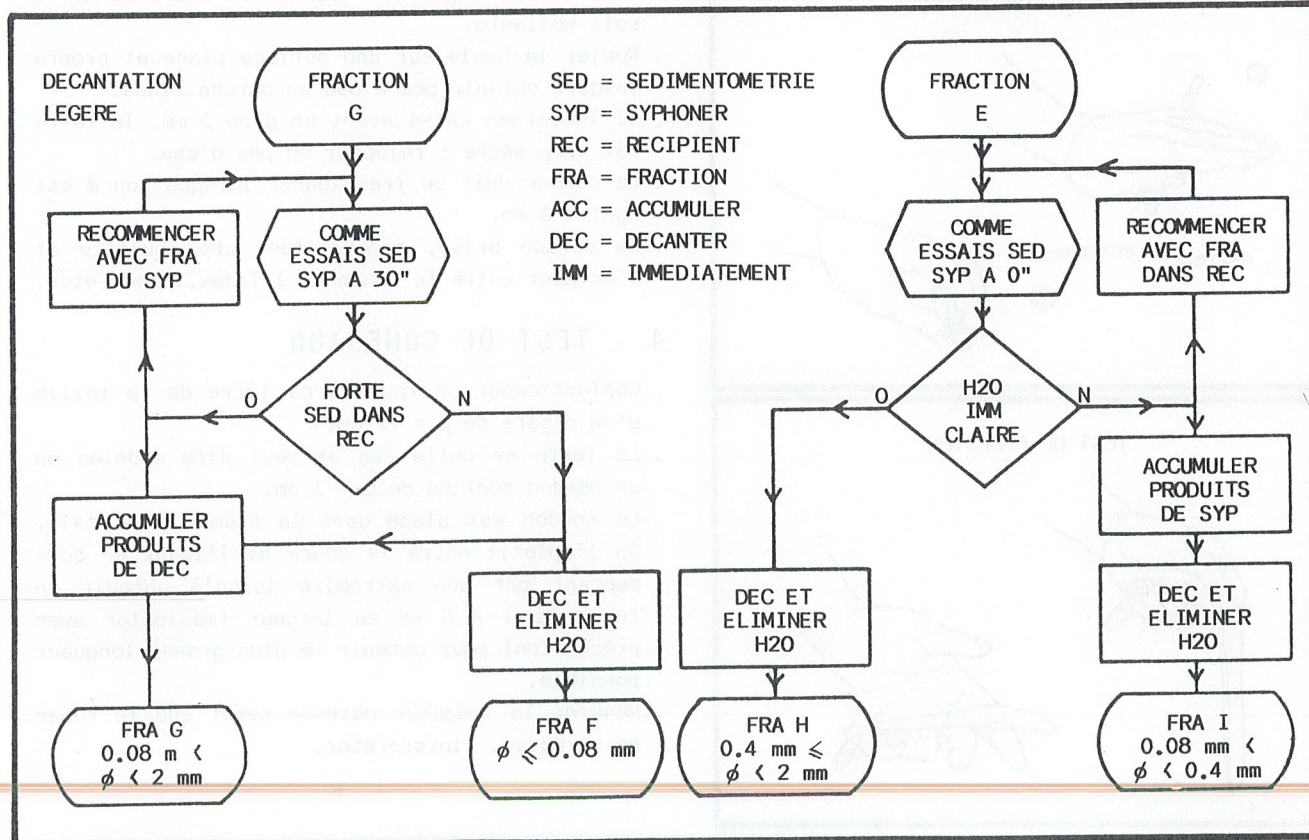 DECANTATION
LEGERE
FRACTION
G
SED = SEDIMENTOMETRIE
SYP = SYPHONER
REC = RECIPIENT
FRA = FRACTION
ACC = ACCUMULER
DEC = DECANTER
IMM = IMMEDIATEMENT
FRACTION
E
RECOMMENCER
AVEC FRA
DU SYP
COMME
ESSAIS SED
SYP A 30"
COMME
ESSAIS SED
SYP A 0"
RECOMMENCER
AVEC FRA
DANS REC
O
FORTE
SED DANS
REC
N
O
H2O
IMM
CLAIRE
N
ACCUMULER
PRODUITS
DE DEC
ACCUMULER
PRODUITS
DE SYP
DEC ET
ELIMINER
H2O
DEC ET
ELIMINER
H2O
DEC ET
ELIMINER
H2O
FRA G
0.08 m <
ϕ < 2 mm
FRA F
ϕ ⩽ 0.08 mm
FRA H
0.4 mm ⩽
ϕ < 2 mm
FRA I
0.08 mm <
ϕ < 0.4 mm